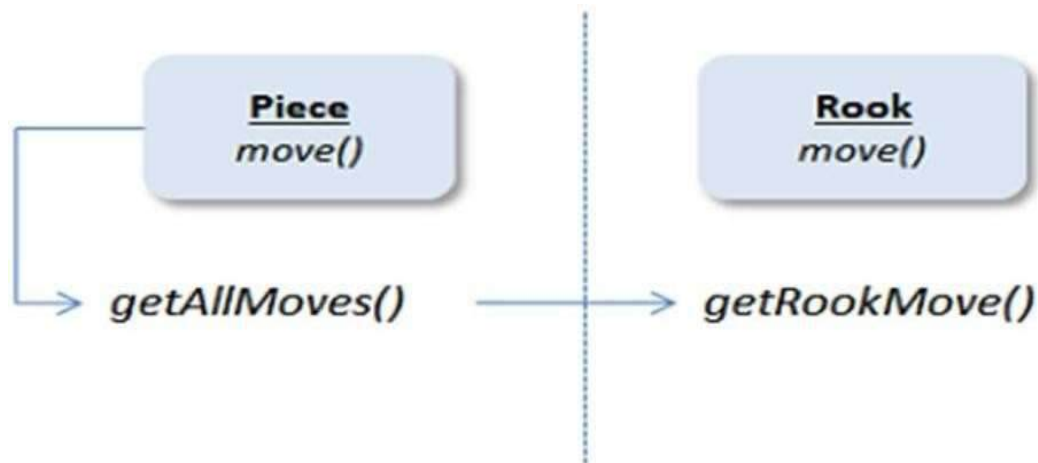 Piece
move()
Rook
move()
getAllMoves()
getRookMove()